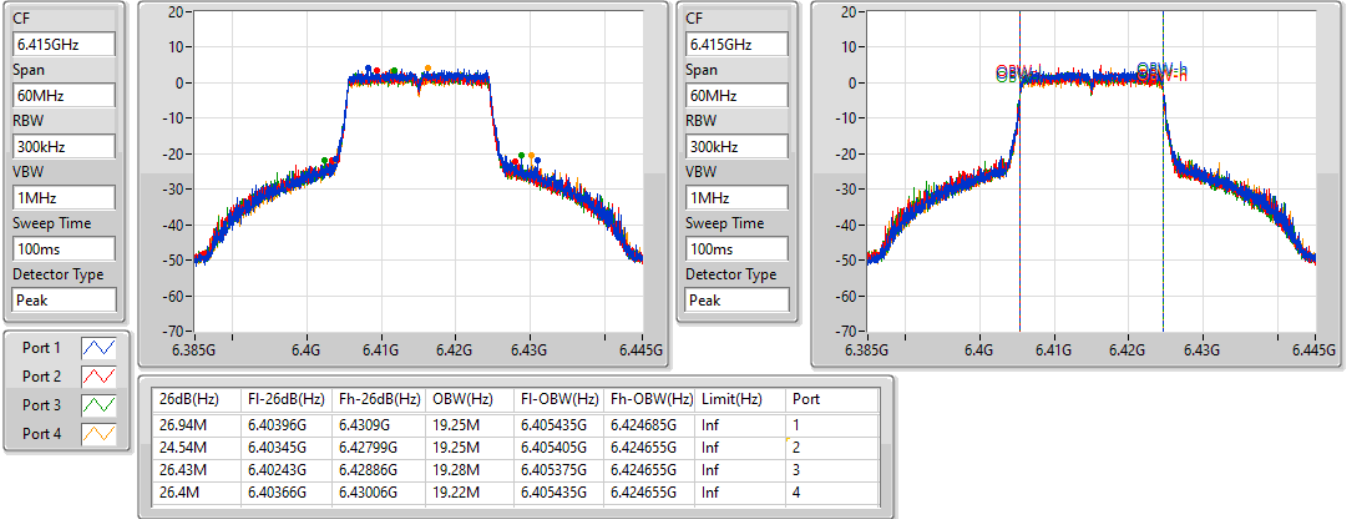 CF
6.415GHz
Span
60MHz
RBW
300kHz
VBW
1MHz
Sweep Time
100ms
Detector Type
Peak
20
10
0
-10
-20
-30
-40
-50
-60
-70
6.385G 6.4G 6.41G 6.42G 6.43G 6.445G
CF
6.415GHz
Span
60MHz
RBW
300kHz
VBW
1MHz
Sweep Time
100ms
Detector Type
Peak
20
10
0
-10
-20
-30
-40
-50
-60
-70
OBW-h
6.385G 6.4G 6.41G 6.42G 6.43G 6.445G
Port 1
Port 2
Port 3
Port 4
26dB(Hz) Fl-26dB(Hz) Fh-26dB(Hz) OBW(Hz) Fl-OBW(Hz) Fh-OBW(Hz) Limit(Hz) Port
26.94M 6.40396G 6.4309G 19.25M 6.405435G 6.424685G Inf 1
24.54M 6.40345G 6.42799G 19.25M 6.405405G 6.424655G Inf 2
26.43M 6.40243G 6.42886G 19.28M 6.405375G 6.424655G Inf 3
26.4M 6.40366G 6.43006G 19.22M 6.405435G 6.424655G Inf 4